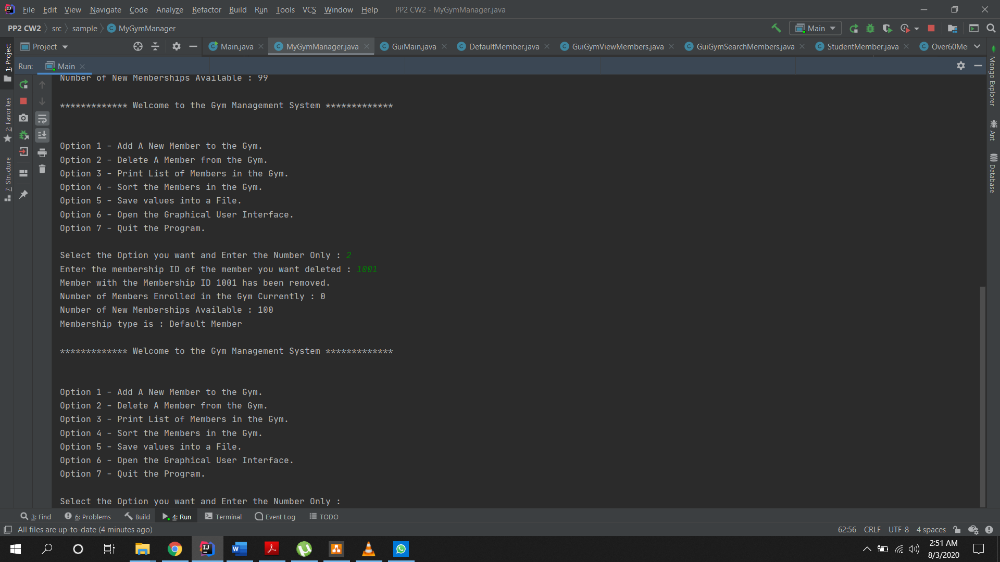 File Edit View Navigate Code Analyze Refactor Build Run Tools VCS Window Help PP2 CW2 - MyGymManager.java
PP2 CW2 src sample MyGymManager Main
Project Main.java MyGymManager.java GuiMain.java DefaultMember.java GuiGymViewMembers.java GuiGymSearchMembers.java StudentMember.java Over60Me
Run: Main
1: Project
2: Favorites
7: Structure
Mongo Explorer
Ant
Database
Number of New Memberships Available : 99
************* Welcome to the Gym Management System *************
Option 1 - Add A New Member to the Gym.
Option 2 - Delete A Member from the Gym.
Option 3 - Print List of Members in the Gym.
Option 4 - Sort the Members in the Gym.
Option 5 - Save values into a File.
Option 6 - Open the Graphical User Interface.
Option 7 - Quit the Program.
Select the Option you want and Enter the Number Only : 2
Enter the membership ID of the member you want deleted : 1001
Member with the Membership ID 1001 has been removed.
Number of Members Enrolled in the Gym Currently : 0
Number of New Memberships Available : 100
Membership type is : Default Member
************* Welcome to the Gym Management System *************
Option 1 - Add A New Member to the Gym.
Option 2 - Delete A Member from the Gym.
Option 3 - Print List of Members in the Gym.
Option 4 - Sort the Members in the Gym.
Option 5 - Save values into a File.
Option 6 - Open the Graphical User Interface.
Option 7 - Quit the Program.
Select the Option you want and Enter the Number Only :
3: Find 6: Problems Build 4: Run Terminal Event Log TODO
All files are up-to-date (4 minutes ago) 62:56 CRLF UTF-8 4 spaces
2:51 AM
8/3/2020